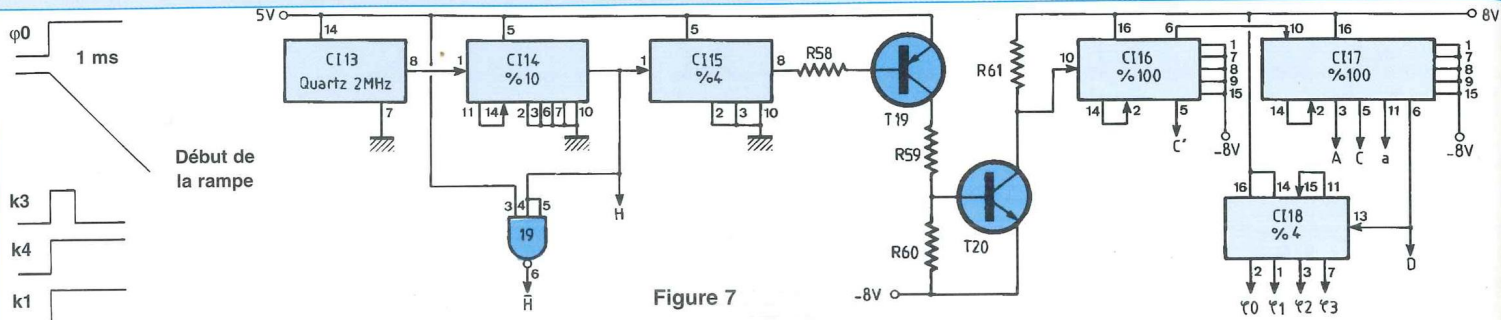 φ0
1 ms
Début de
la rampe
k3
k4
k1
5V
14
CI13
Quartz 2MHz
8
7
5
1
CI14
%10
11 14 2 3 6 7 10
5
1
CI15
%4
8
2 3 10
R58
T19
R59
R60
T20
R61
3 4 5
19
6
H̅
H
-8V
Figure 7
8V
16 6
10
CI16
%100
1
7
8
9
15
14 2 5
C'
-8V
10 16
CI17
%100
1
7
8
9
15
14 2 3 5 11 6
A C a
-8V
16 14 15 11
CI18
%4
13
D
2 1 3 7
φ0 φ1 φ2 φ3